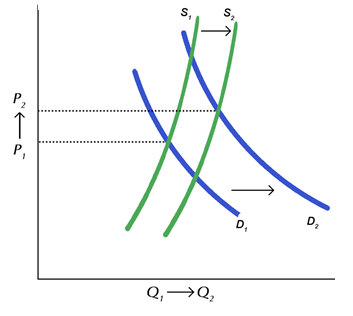 S1 S2
P2
P1
D1 D2
Q1 → Q2